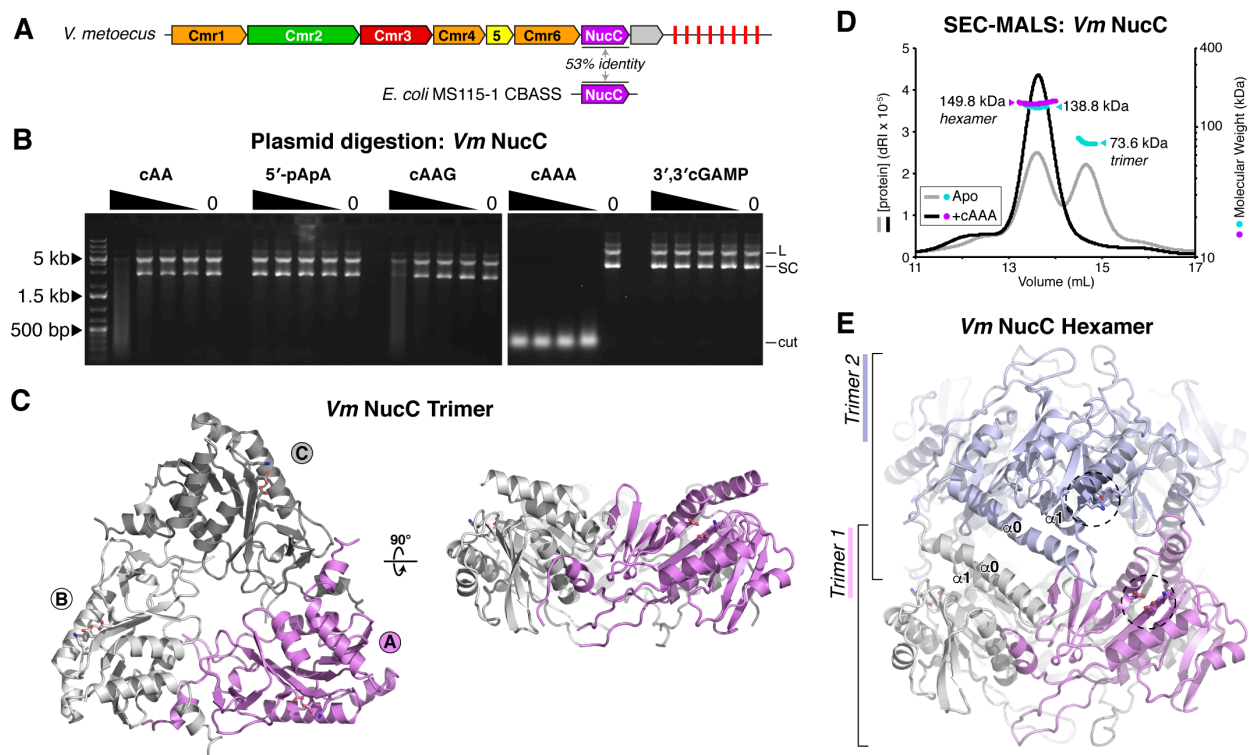 A
V. metoecus
Cmr1 Cmr2 Cmr3 Cmr4 5 Cmr6 NucC
53% identity
E. coli MS115-1 CBASS
NucC
B
Plasmid digestion: Vm NucC
cAA 5′-pApA cAAG cAAA 3′,3′cGAMP
0 0 0 0 0
5 kb
1.5 kb
500 bp
L
SC
cut
C
Vm NucC Trimer
C
B
A
90°
D
SEC-MALS: Vm NucC
[protein] (dRI x 10⁻⁵)
5
4
3
2
1
0
149.8 kDa
hexamer
138.8 kDa
73.6 kDa
trimer
Apo
+cAAA
400
100
10
Molecular Weight (kDa)
11 13 15 17
Volume (mL)
E
Vm NucC Hexamer
Trimer 2
Trimer 1
α0 α1
α1 α0